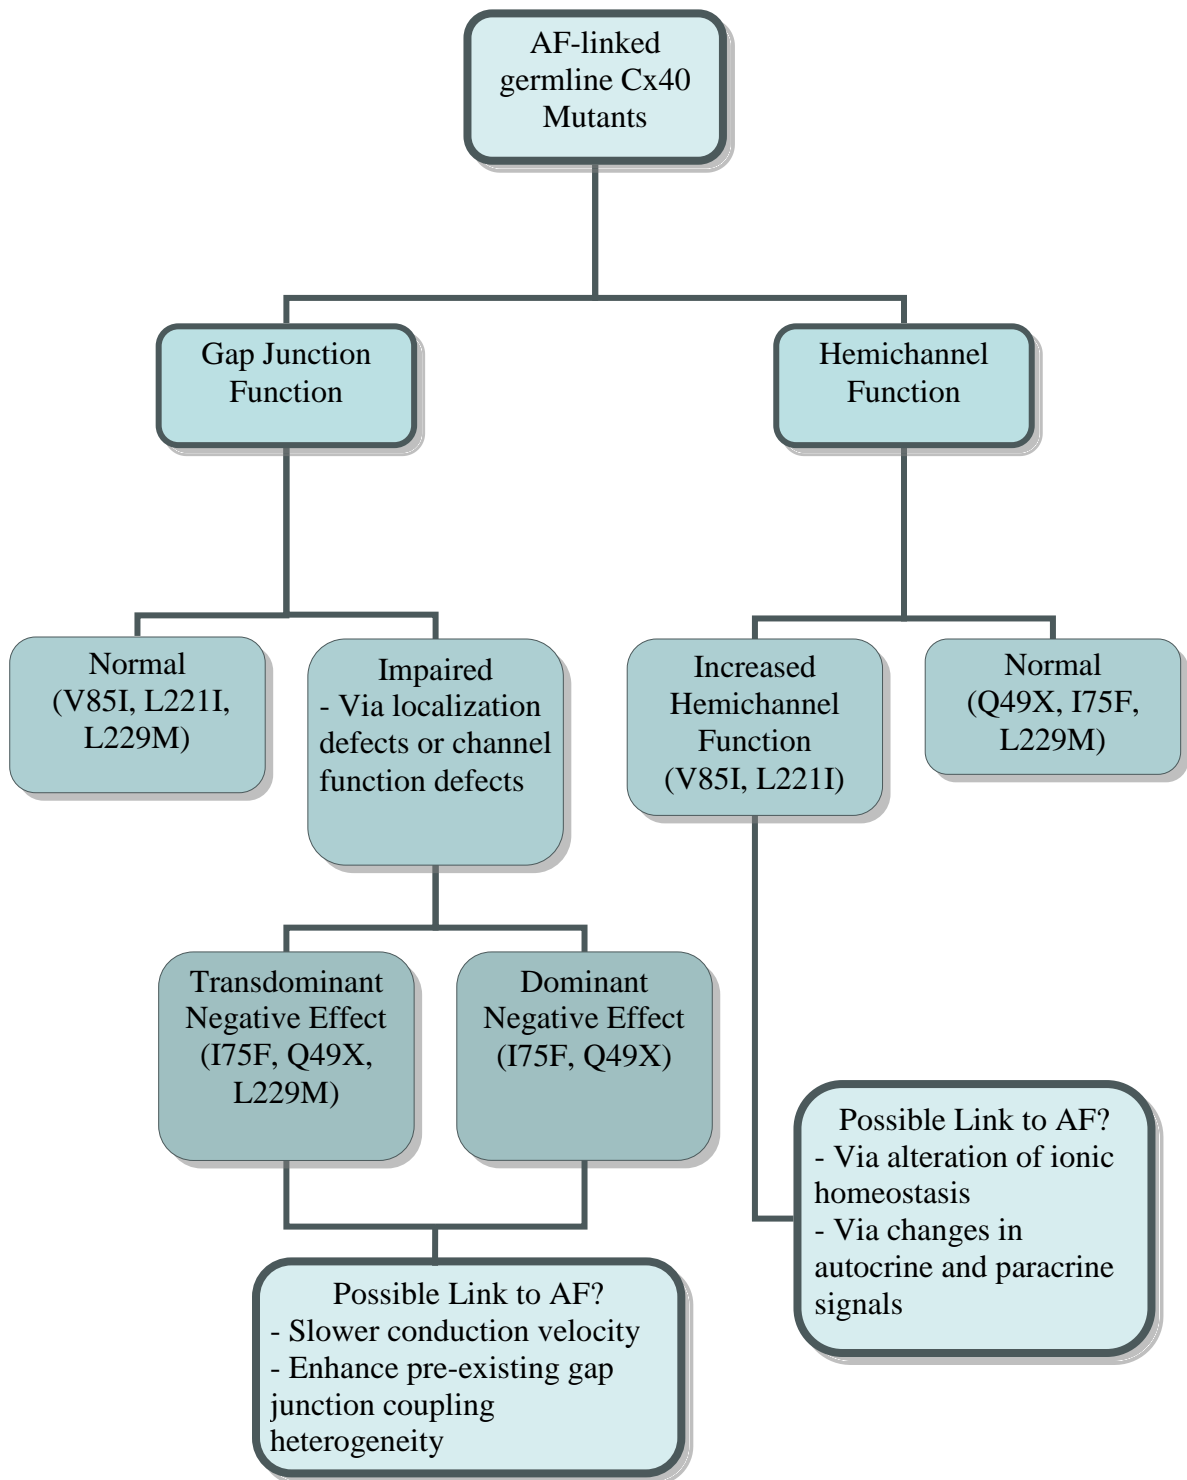 AF-linked
germline Cx40
Mutants
Gap Junction
Function
Hemichannel
Function
Normal
(V85I, L221I,
L229M)
Impaired
- Via localization
defects or channel
function defects
Increased
Hemichannel
Function
(V85I, L221I)
Normal
(Q49X, I75F,
L229M)
Transdominant
Negative Effect
(I75F, Q49X,
L229M)
Dominant
Negative Effect
(I75F, Q49X)
Possible Link to AF?
- Via alteration of ionic
homeostasis
- Via changes in
autocrine and paracrine
signals
Possible Link to AF?
- Slower conduction velocity
- Enhance pre-existing gap
junction coupling
heterogeneity